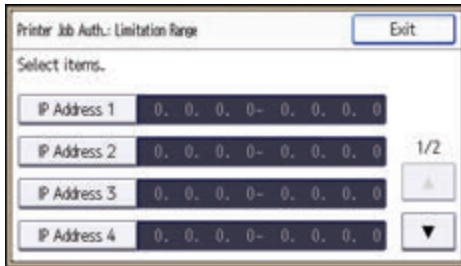 Printer Job Auth.: Limitation Range Exit
Select items.
IP Address 1 0. 0. 0. 0- 0. 0. 0. 0
IP Address 2 0. 0. 0. 0- 0. 0. 0. 0 1/2
IP Address 3 0. 0. 0. 0- 0. 0. 0. 0
IP Address 4 0. 0. 0. 0- 0. 0. 0. 0